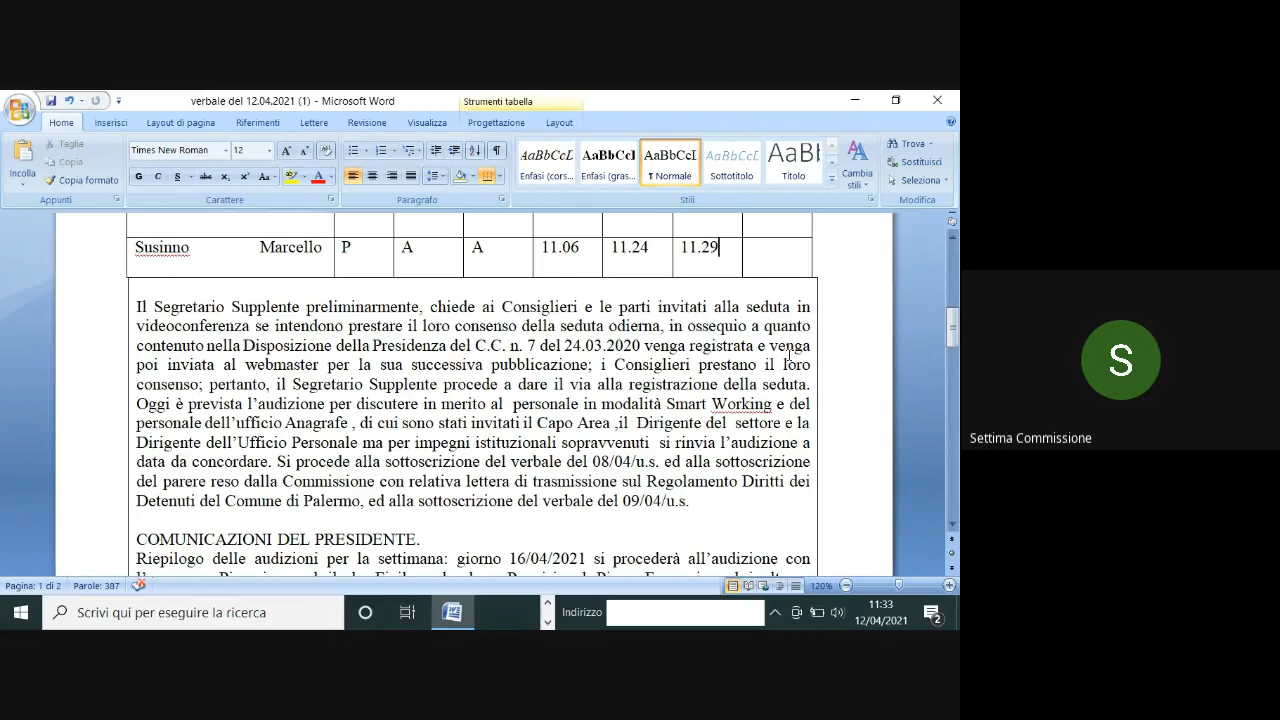 verbale del 12.04.2021 (1) - Microsoft Word
Strumenti tabella
Home Inserisci Layout di pagina Riferimenti Lettere Revisione Visualizza Progettazione Layout
Incolla
Taglia
Copia
Copia formato
Appunti
Times New Roman 12
G C S abc x₂ x² Aa
Carattere
Paragrafo
AaBbCcL AaBbCcI AaBbCcI AaBbCcL AaBb
Enfasi (cors... Enfasi (gras... ¶ Normale Sottotitolo Titolo
Cambia stili
Stili
Trova
Sostituisci
Seleziona
Modifica
Susinno Marcello P A A 11.06 11.24 11.29
Il Segretario Supplente preliminarmente, chiede ai Consiglieri e le parti invitati alla seduta in
videoconferenza se intendono prestare il loro consenso della seduta odierna, in ossequio a quanto
contenuto nella Disposizione della Presidenza del C.C. n. 7 del 24.03.2020 venga registrata e venga
poi inviata al webmaster per la sua successiva pubblicazione; i Consiglieri prestano il loro
consenso; pertanto, il Segretario Supplente procede a dare il via alla registrazione della seduta.
Oggi è prevista l’audizione per discutere in merito al personale in modalità Smart Working e del
personale dell’ufficio Anagrafe , di cui sono stati invitati il Capo Area ,il Dirigente del settore e la
Dirigente dell’Ufficio Personale ma per impegni istituzionali sopravvenuti si rinvia l’audizione a
data da concordare. Si procede alla sottoscrizione del verbale del 08/04/u.s. ed alla sottoscrizione
del parere reso dalla Commissione con relativa lettera di trasmissione sul Regolamento Diritti dei
Detenuti del Comune di Palermo, ed alla sottoscrizione del verbale del 09/04/u.s.
COMUNICAZIONI DEL PRESIDENTE.
Riepilogo delle audizioni per la settimana: giorno 16/04/2021 si procederà all’audizione con
Pagina: 1 di 2 Parole: 387 120%
Scrivi qui per eseguire la ricerca
Indirizzo
11:33
12/04/2021
2
S
Settima Commissione